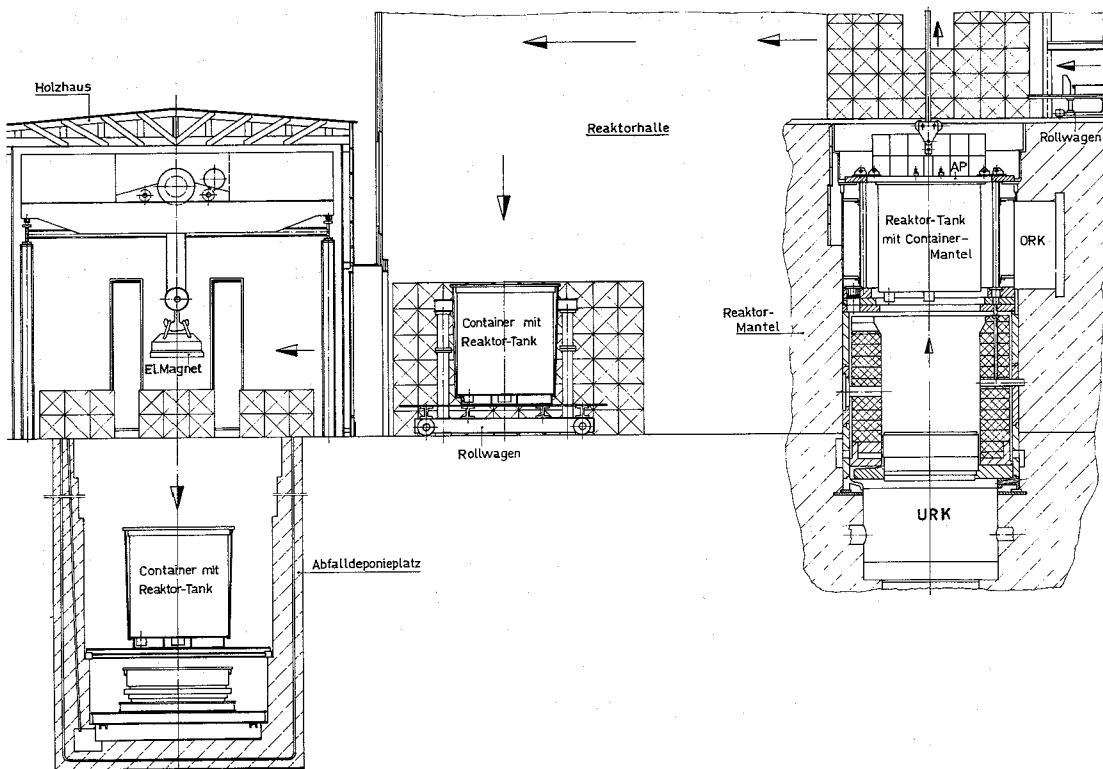 Holzhaus
Reaktorhalle
Rollwagen
AP
Reaktor-Tank
mit Container-
Mantel
ORK
Reaktor-
Mantel
Container mit
Reaktor-Tank
El.Magnet
Rollwagen
URK
Container mit
Reaktor-Tank
Abfalldeponieplatz